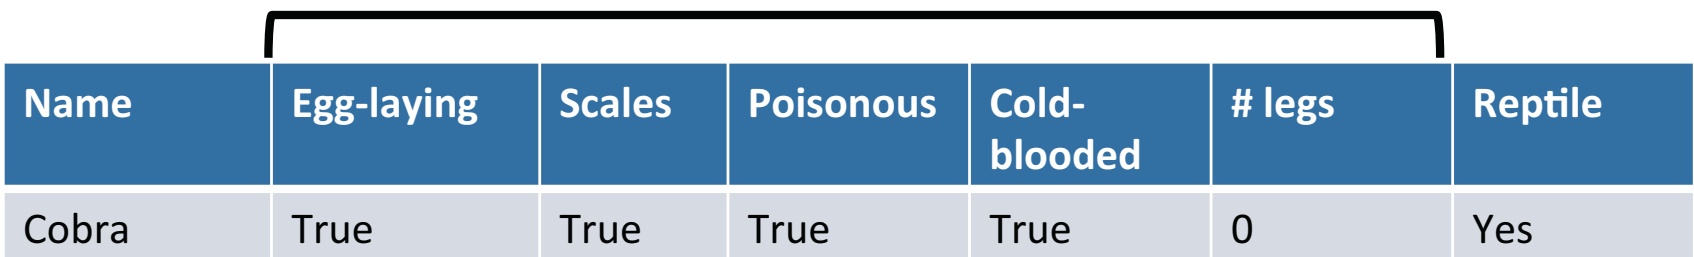 Name Egg-laying Scales Poisonous Cold-blooded # legs Reptile
Cobra True True True True 0 Yes